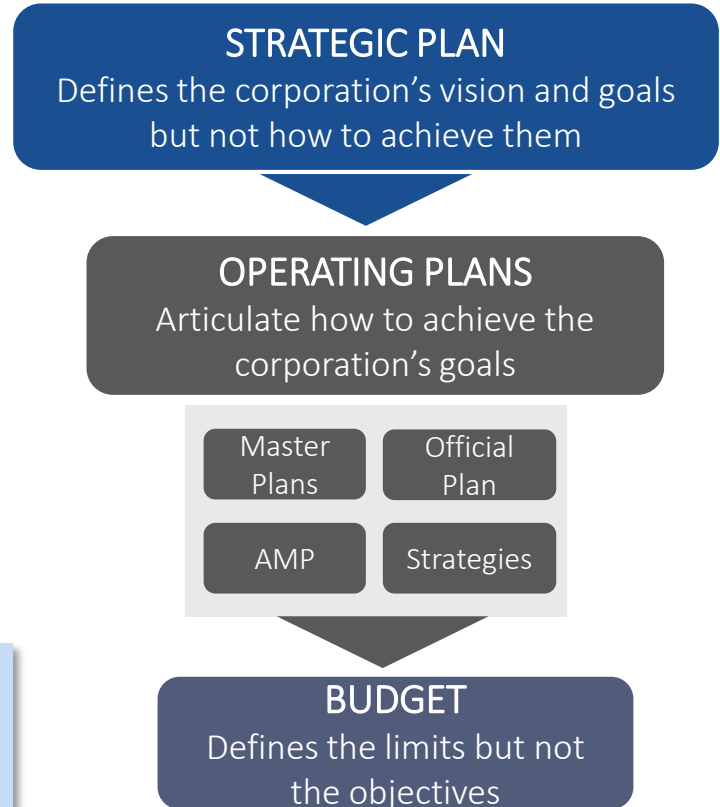 STRATEGIC PLAN
Defines the corporation’s vision and goals
but not how to achieve them
OPERATING PLANS
Articulate how to achieve the
corporation’s goals
Master
Plans
Official
Plan
AMP
Strategies
BUDGET
Defines the limits but not
the objectives